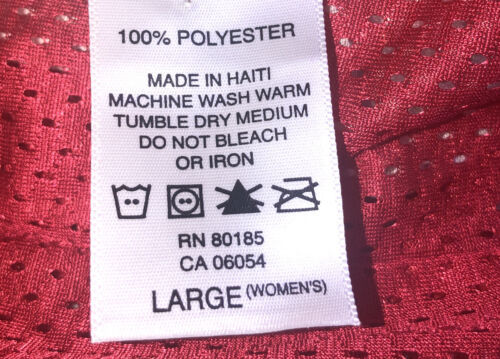 100% POLYESTER
MADE IN HAITI
MACHINE WASH WARM
TUMBLE DRY MEDIUM
DO NOT BLEACH
OR IRON
RN 80185
CA 06054
LARGE (WOMEN'S)